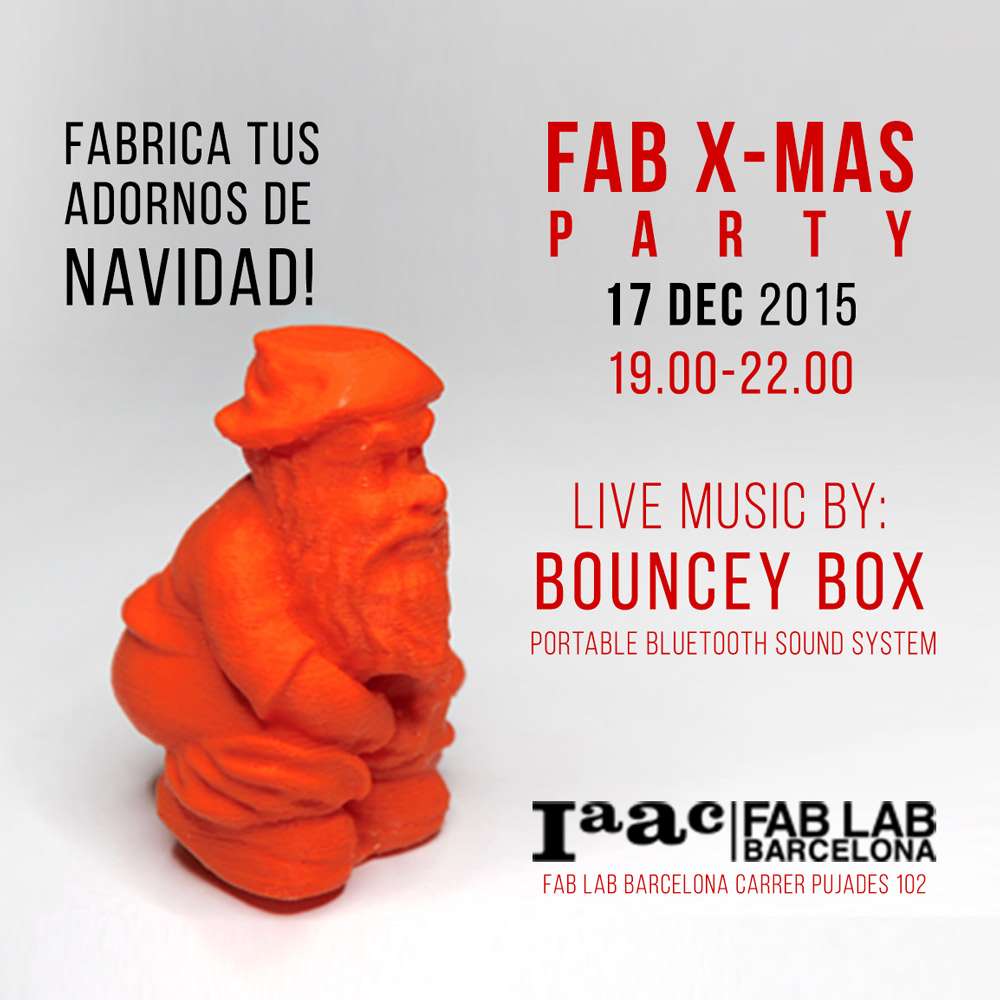 FABRICA TUS
ADORNOS DE
NAVIDAD!
FAB X-MAS
PARTY
17 DEC 2015
19.00-22.00
LIVE MUSIC BY:
BOUNCEY BOX
PORTABLE BLUETOOTH SOUND SYSTEM
Iaac
FAB LAB
BARCELONA
FAB LAB BARCELONA CARRER PUJADES 102